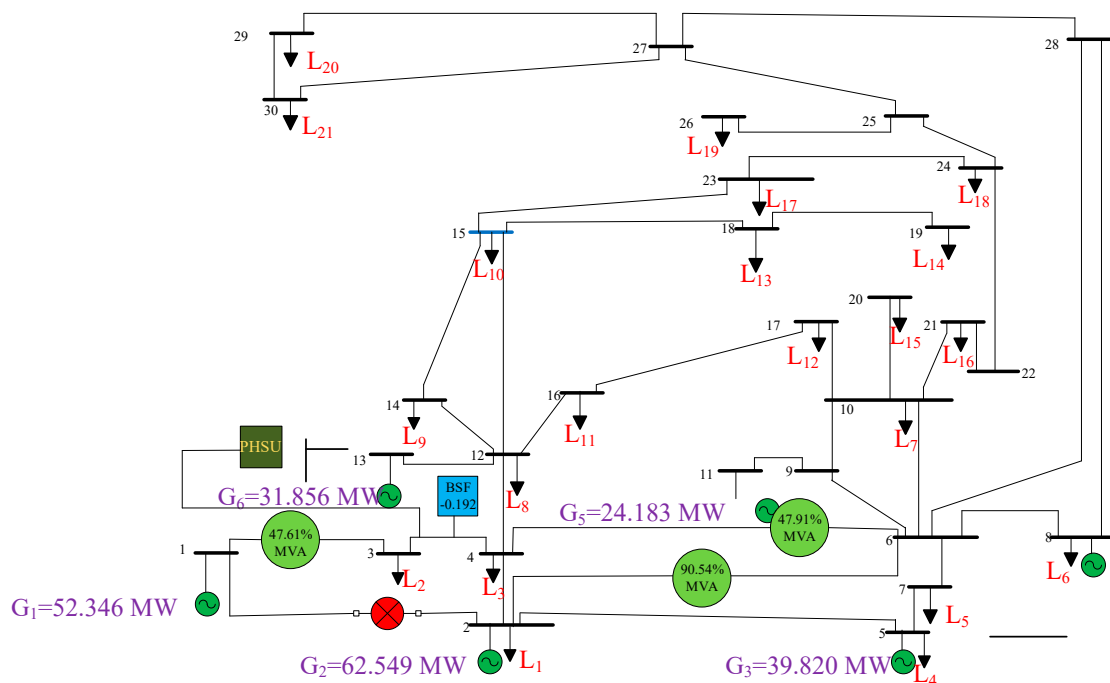 29
L20
27
28
30
L21
26
25
L19
23
24
L17
L18
15
18
19
L10
L13
L14
20
17
21
L15
L12
L16
22
14
16
10
L9
L11
L7
PHSU
13
12
11
9
BSF
-0.192
L8
G6=31.856 MW
G5=24.183 MW
47.61%
MVA
47.91%
MVA
1
3
4
6
8
L2
L3
90.54%
MVA
L6
7
G1=52.346 MW
L5
2
5
L1
G2=62.549 MW
G3=39.820 MW
L4